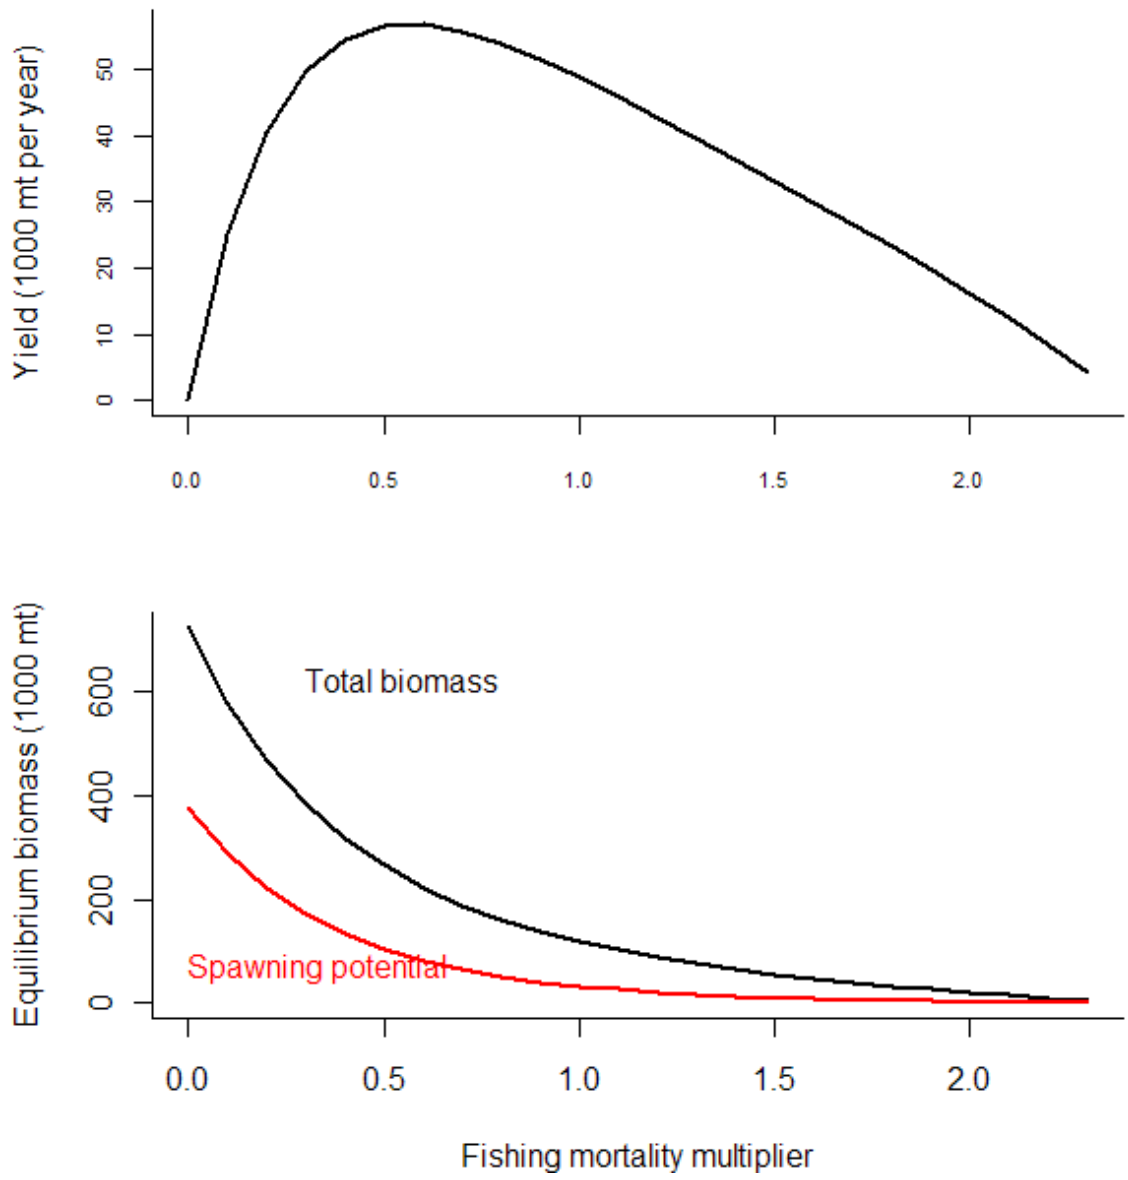 Yield (1000 mt per year)
50
40
30
20
10
0
0.0 0.5 1.0 1.5 2.0
Equilibrium biomass (1000 mt)
600
400
200
0
Total biomass
Spawning potential
0.0 0.5 1.0 1.5 2.0
Fishing mortality multiplier